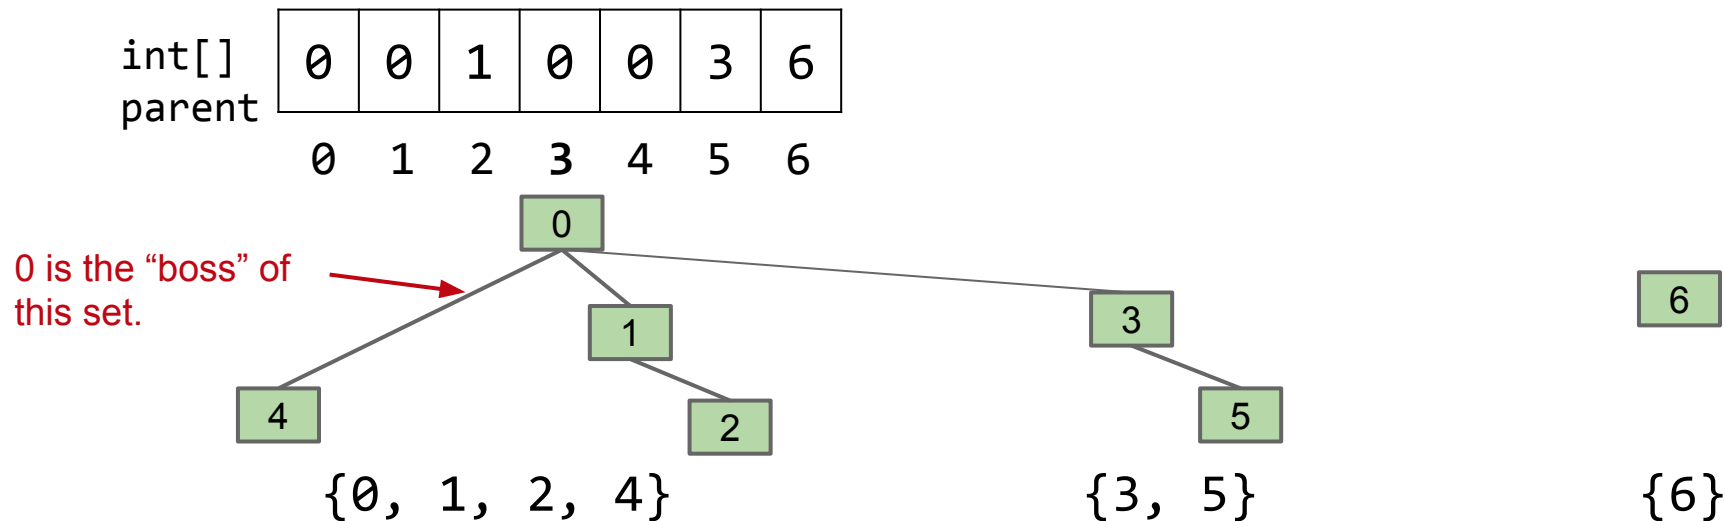 int[]
parent
0 0 1 0 0 3 6
0 1 2 3 4 5 6
0
0 is the “boss” of
this set.
1
3
6
4
2
5
{0, 1, 2, 4}
{3, 5}
{6}